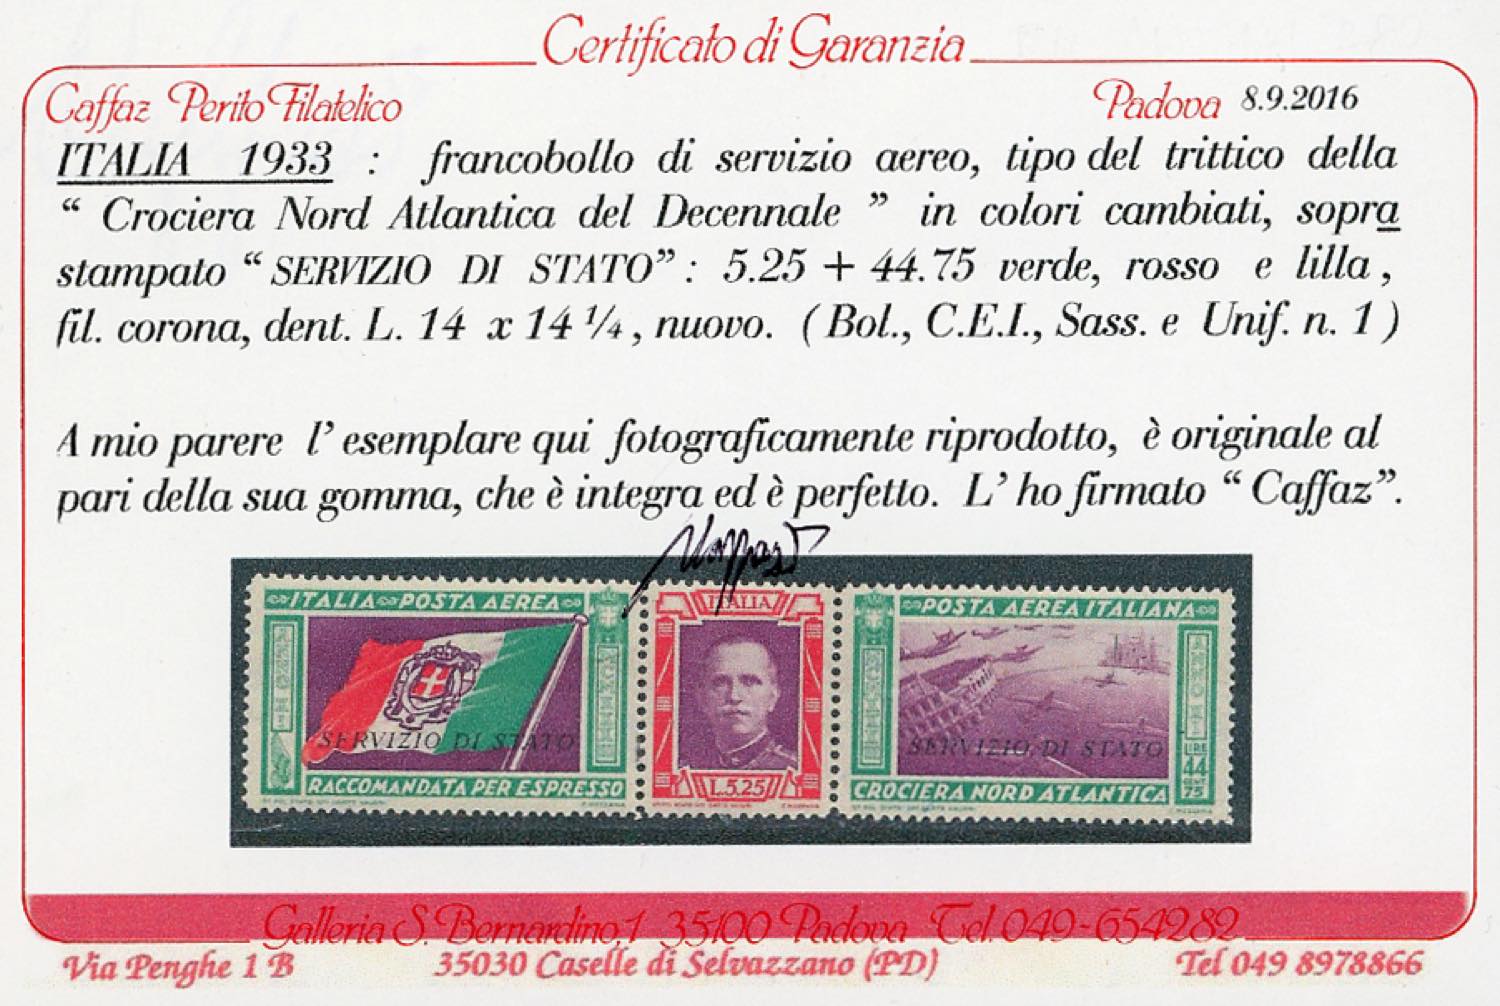 Certificato di Garanzia
Caffaz Perito Filatelico
Padova 8.9.2016
ITALIA 1933 : francobollo di servizio aereo, tipo del trittico della
“ Crociera Nord Atlantica del Decennale ” in colori cambiati, sopra
stampato “ SERVIZIO DI STATO” : 5.25 + 44.75 verde, rosso e lilla ,
fil. corona, dent. L. 14 x 14 ¼ , nuovo. ( Bol., C.E.I., Sass. e Unif. n. 1 )
A mio parere l' esemplare qui fotograficamente riprodotto, è originale al
pari della sua gomma, che è integra ed è perfetto. L' ho firmato “ Caffaz”.
ITALIA POSTA AEREA
SERVIZIO DI STATO
RACCOMANDATA PER ESPRESSO
ITALIA
L.5.25
POSTA AEREA ITALIANA
SERVIZIO DI STATO
LIRE
44
CENT
75
CROCIERA NORD ATLANTICA
Galleria S. Bernardino,1 35100 Padova Tel. 049-654282
Via Penghe 1 B 35030 Caselle di Selvazzano (PD) Tel 049 8978866